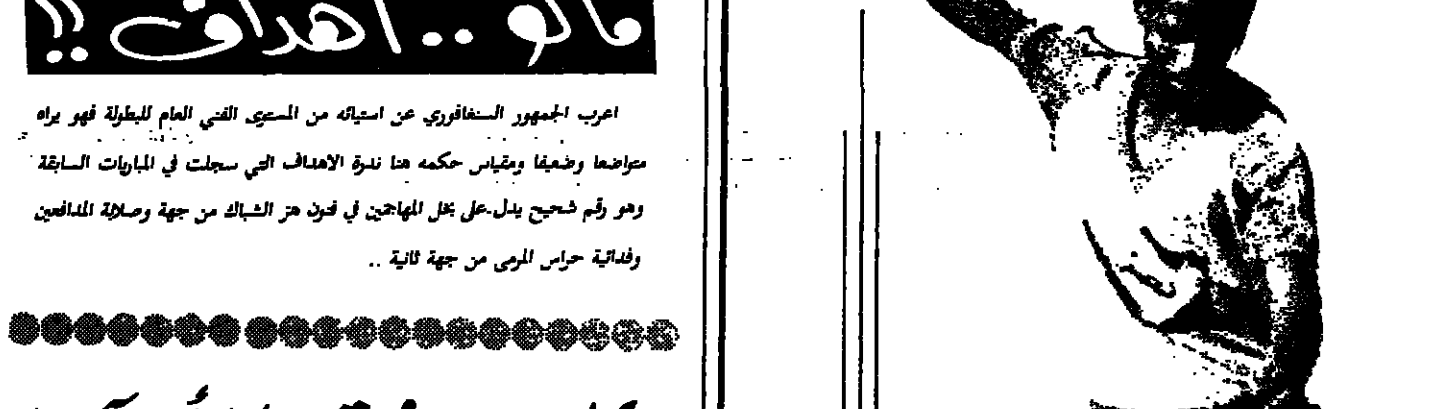 ماكو .. اهداف !!
اعرب الجمهور السنغافوري عن استيائه من المستوى الفني العام للبطولة فهو يراه
متواضعا وضعيفا ومقياس حكمه هنا ندرة الاهداف التي سجلت في المباريات السابقة
وهو رقم شحيح يدل على بخل المهاجمين في فنون هز الشباك من جهة وصلابة المدافعين
وفدائية حراس المرمى من جهة ثانية ..